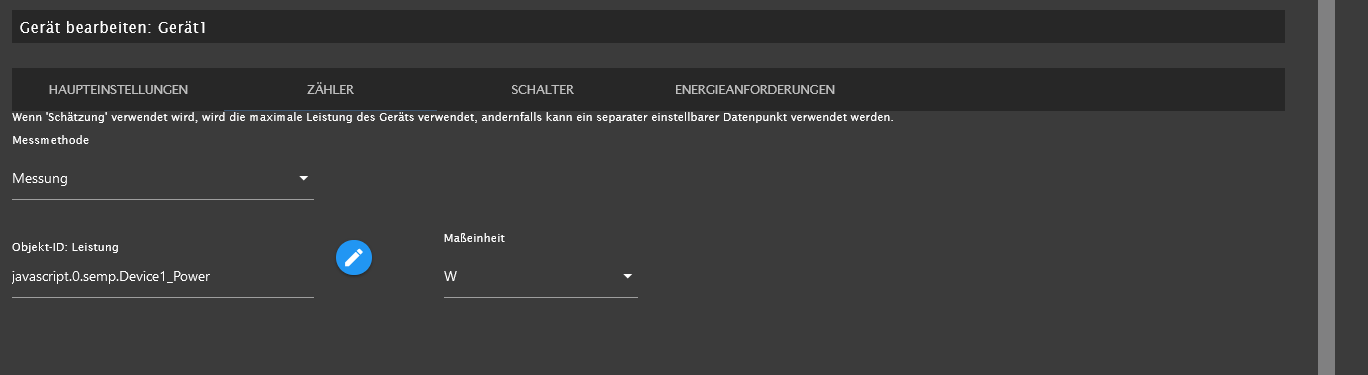 Gerät bearbeiten: Gerät1
HAUPTEINSTELLUNGEN ZÄHLER SCHALTER ENERGIEANFORDERUNGEN
Wenn 'Schätzung' verwendet wird, wird die maximale Leistung des Geräts verwendet, andernfalls kann ein separater einstellbarer Datenpunkt verwendet werden.
Messmethode
Messung
Objekt-ID: Leistung
javascript.0.semp.Device1_Power
Maßeinheit
W